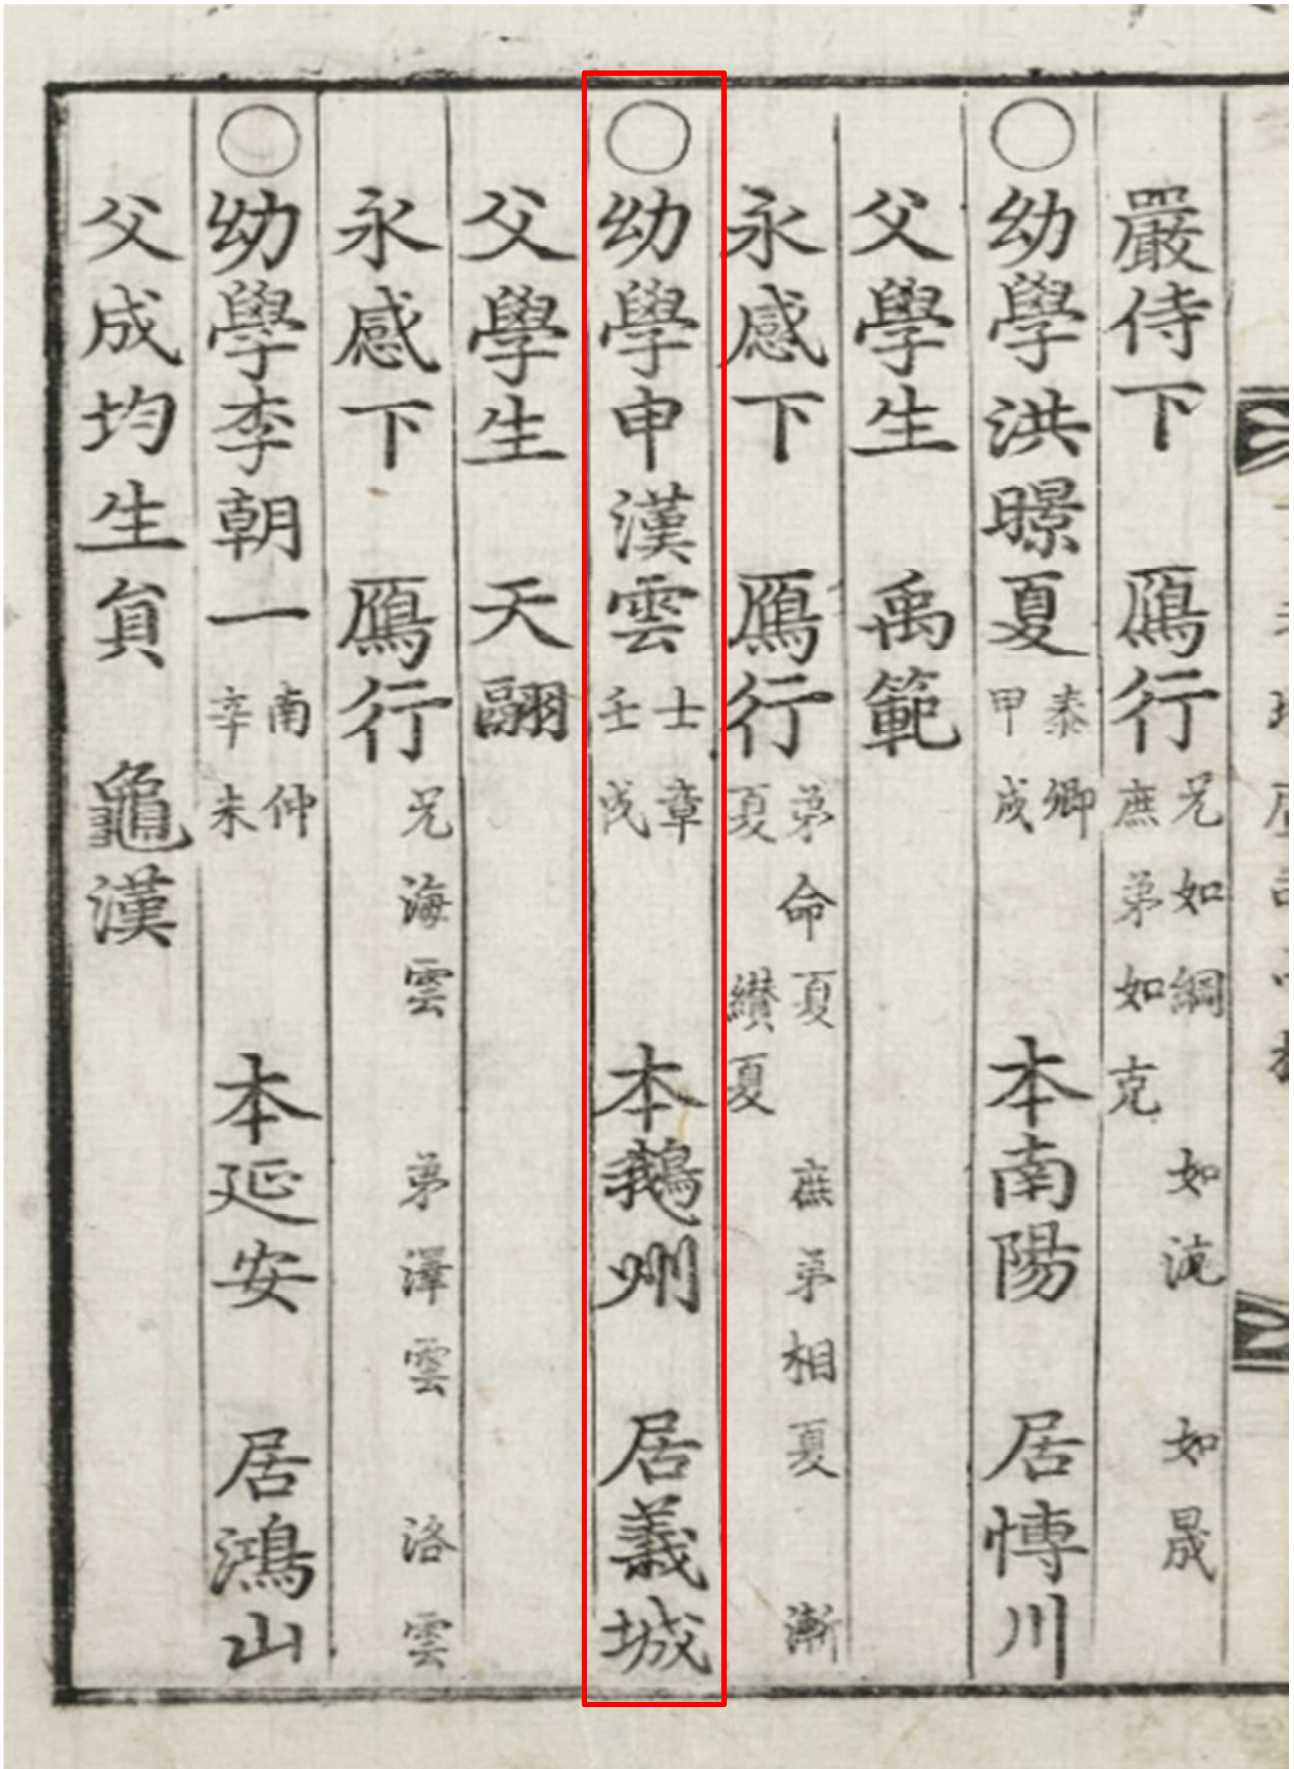 嚴侍下 鴈行 兄如綱 如沌 如晟
庶弟如克
○幼學洪暻夏 泰卿 甲戌 本南陽 居博川
父學生 禹範
永感下 鴈行 弟命夏 庶弟相夏 漸
夏 纘夏
○幼學申漢雲 士章 壬戌 本鵝州 居義城
父學生 天翮
永感下 鴈行 兄海雲 弟澤雲 洛雲
○幼學李朝一 南仲 辛未 本延安 居鴻山
父成均生員 龜漢